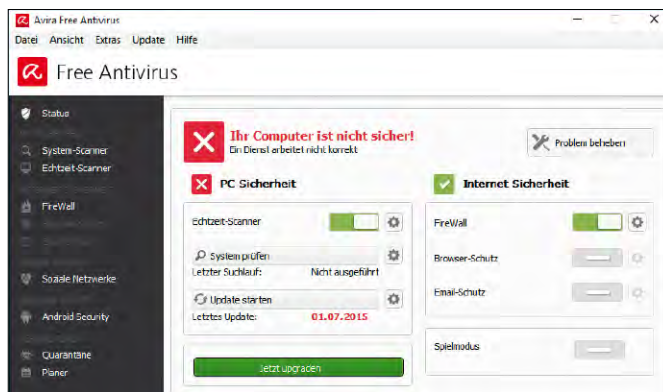 Avira Free Antivirus
Datei Ansicht Extras Update Hilfe
Free Antivirus
Status
System-Scanner
Echtzeit-Scanner
FireWall
Soziale Netzwerke
Android Security
Quarantäne
Planer
Ihr Computer ist nicht sicher!
Ein Dienst arbeitet nicht korrekt
Problem beheben
PC Sicherheit
Echtzeit-Scanner
System prüfen
Letzter Suchlauf: Nicht ausgeführt
Update starten
Letztes Update: 01.07.2015
Jetzt upgraden
Internet Sicherheit
FireWall
Browser-Schutz
Email-Schutz
Spielmodus